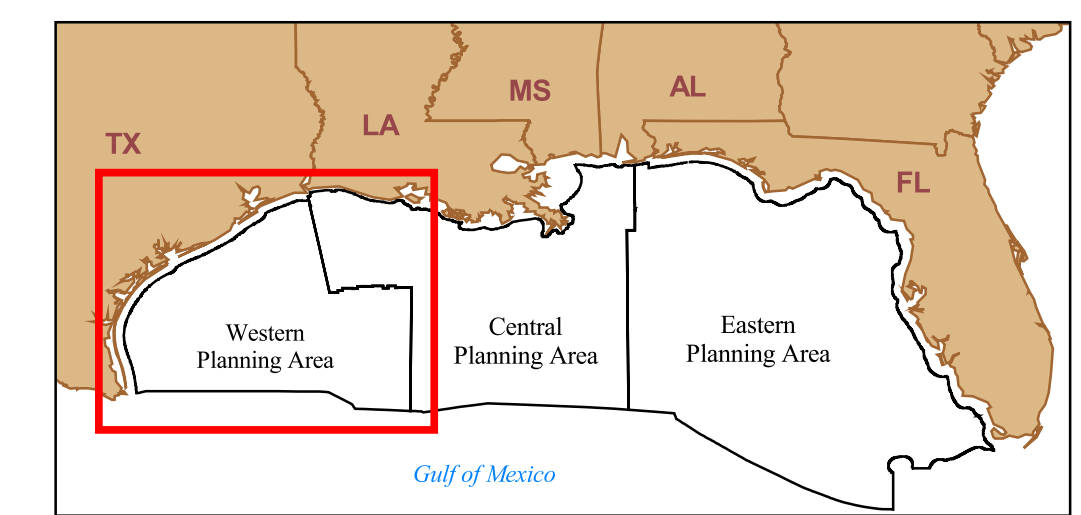 MS
AL
LA
TX
FL
Western
Planning Area
Central
Planning Area
Eastern
Planning Area
Gulf of Mexico